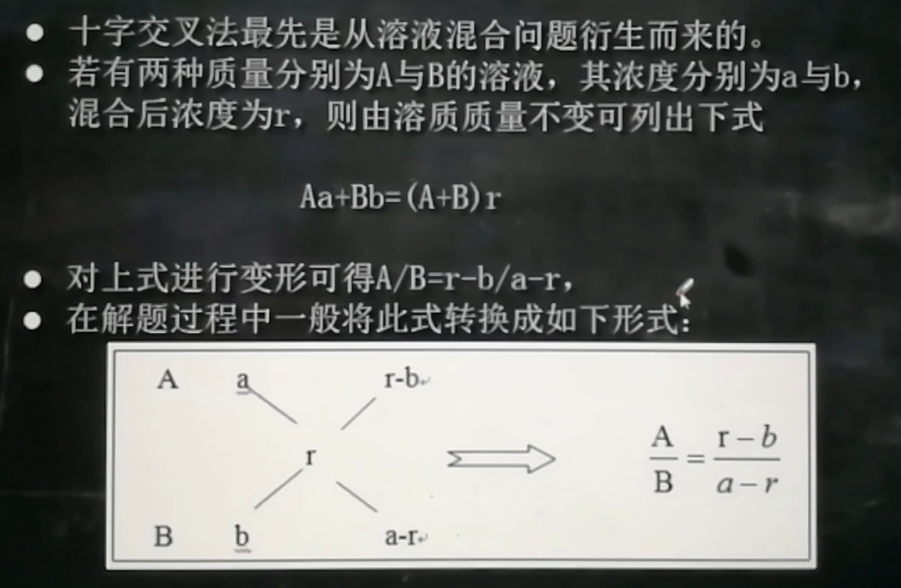 ● 十字交叉法最先是从溶液混合问题衍生而来的。
● 若有两种质量分别为A与B的溶液，其浓度分别为a与b，
混合后浓度为r，则由溶质质量不变可列出下式
Aa+Bb=(A+B)r
● 对上式进行变形可得A/B=r-b/a-r，
● 在解题过程中一般将此式转换成如下形式：
A a r-b
r
B b a-r
A/B = r-b/a-r